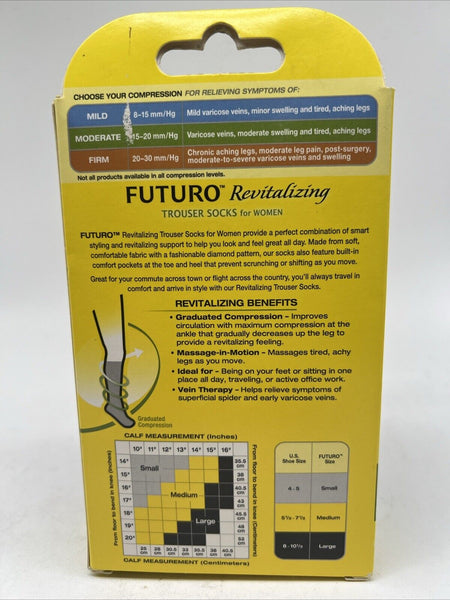 CHOOSE YOUR COMPRESSION FOR RELIEVING SYMPTOMS OF:
MILD 8–15 mm/Hg Mild varicose veins, minor swelling and tired, aching legs
MODERATE 15–20 mm/Hg Varicose veins, moderate swelling and tired, aching legs
FIRM 20–30 mm/Hg Chronic aching legs, moderate leg pain, post-surgery,
moderate-to-severe varicose veins and swelling
Not all products available in all compression levels.
FUTURO™ Revitalizing
TROUSER SOCKS for WOMEN
FUTURO™ Revitalizing Trouser Socks for Women provide a perfect combination of smart
styling and revitalizing support to help you look and feel great all day. Made from soft,
comfortable fabric with a fashionable diamond pattern, our socks also feature built-in
comfort pockets at the toe and heel that prevent scrunching or shifting as you move.
Great for your commute across town or flight across the country, you'll always travel in
comfort and arrive in style with our Revitalizing Trouser Socks.
REVITALIZING BENEFITS
• Graduated Compression – Improves
circulation with maximum compression at the
ankle that gradually decreases up the leg to
provide a revitalizing feeling.
• Massage-in-Motion – Massages tired, achy
legs as you move.
• Ideal for – Being on your feet or sitting in one
place all day, traveling, or active office work.
• Vein Therapy – Helps relieve symptoms of
superficial spider and early varicose veins.
Graduated
Compression
CALF MEASUREMENT (Inches)
10" 11" 12" 13" 14" 15" 16"
From floor to bend in knee (Inches)
14"
15"
16"
17"
18"
19"
20"
Small
Medium
Large
35.5 cm
38 cm
40.5 cm
43 cm
45.5 cm
48 cm
52 cm
From floor to bend in knee (Centimeters)
25 cm 28 cm 30.5 cm 33 cm 36 cm 38 cm 40.5 cm
CALF MEASUREMENT (Centimeters)
U.S. Shoe Size FUTURO™ Size
4 - 5 Small
5½ - 7½ Medium
8 - 10½ Large